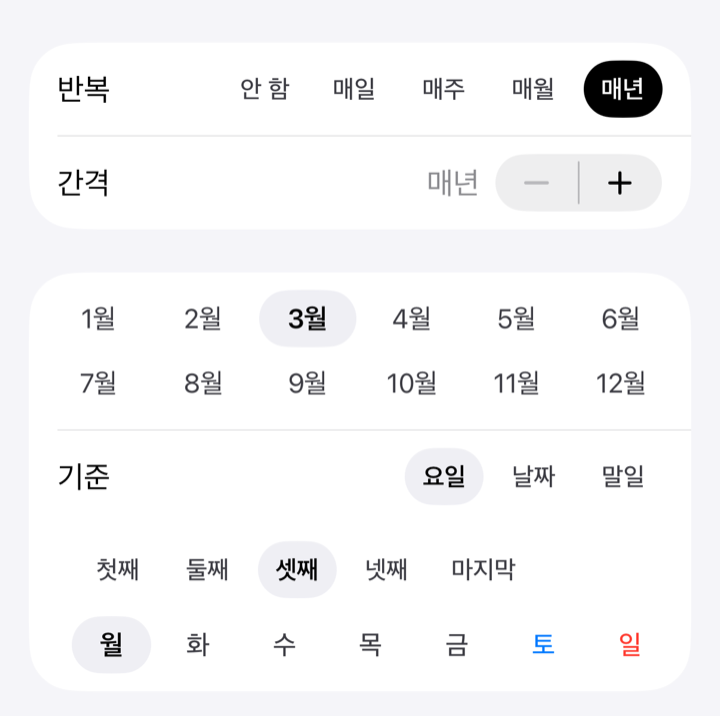 반복 안 함 매일 매주 매월 매년
간격 매년 − +
1월 2월 3월 4월 5월 6월
7월 8월 9월 10월 11월 12월
기준 요일 날짜 말일
첫째 둘째 셋째 넷째 마지막
월 화 수 목 금 토 일